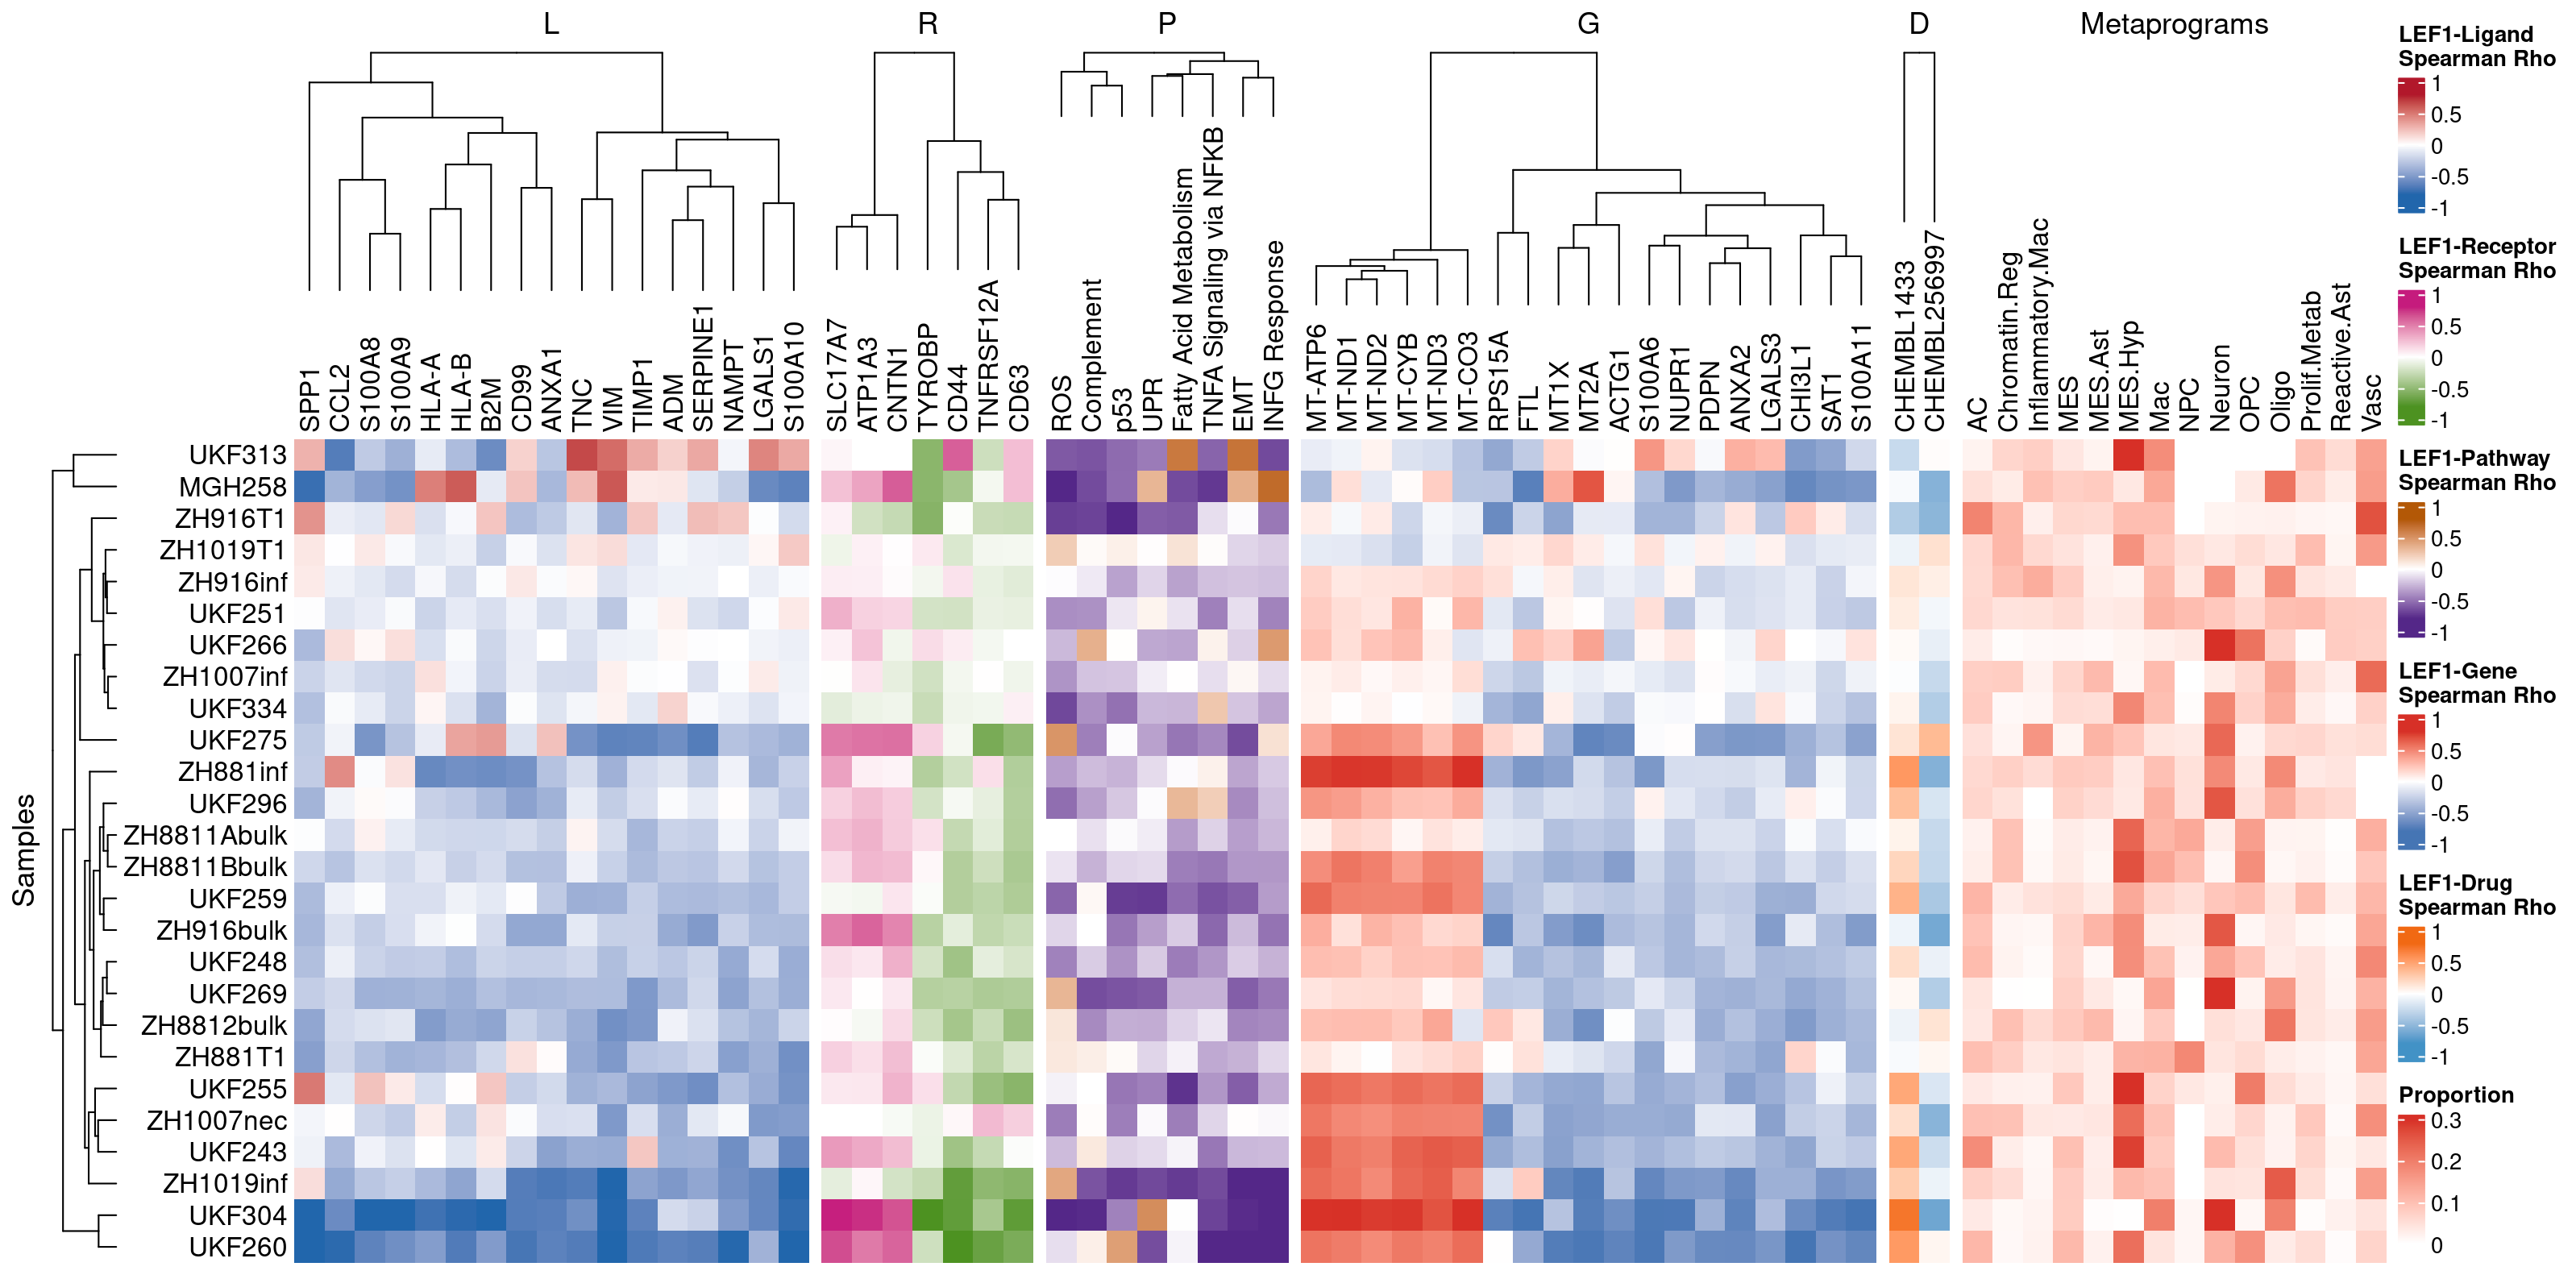 L R P G D Metaprograms
SPP1 CCL2 S100A8 S100A9 HLA-A HLA-B B2M CD99 ANXA1 TNC VIM TIMP1 ADM SERPINE1 NAMPT LGALS1 S100A10
SLC17A7 ATP1A3 CNTN1 TYROBP CD44 TNFRSF12A CD63
ROS Complement p53 UPR Fatty Acid Metabolism TNFA Signaling via NFKB EMT INFG Response
MT-ATP6 MT-ND1 MT-ND2 MT-CYB MT-ND3 MT-CO3 RPS15A FTL MT1X MT2A ACTG1 S100A6 NUPR1 PDPN ANXA2 LGALS3 CHI3L1 SAT1 S100A11
CHEMBL1433 CHEMBL256997
AC Chromatin.Reg Inflammatory.Mac MES MES.Ast MES.Hyp Mac NPC Neuron OPC Oligo Prolif.Metab Reactive.Ast Vasc
Samples
UKF313
MGH258
ZH916T1
ZH1019T1
ZH916inf
UKF251
UKF266
ZH1007inf
UKF334
UKF275
ZH881inf
UKF296
ZH8811Abulk
ZH8811Bbulk
UKF259
ZH916bulk
UKF248
UKF269
ZH8812bulk
ZH881T1
UKF255
ZH1007nec
UKF243
ZH1019inf
UKF304
UKF260
LEF1-Ligand
Spearman Rho
1
0.5
0
-0.5
-1
LEF1-Receptor
Spearman Rho
1
0.5
0
-0.5
-1
LEF1-Pathway
Spearman Rho
1
0.5
0
-0.5
-1
LEF1-Gene
Spearman Rho
1
0.5
0
-0.5
-1
LEF1-Drug
Spearman Rho
1
0.5
0
-0.5
-1
Proportion
0.3
0.2
0.1
0